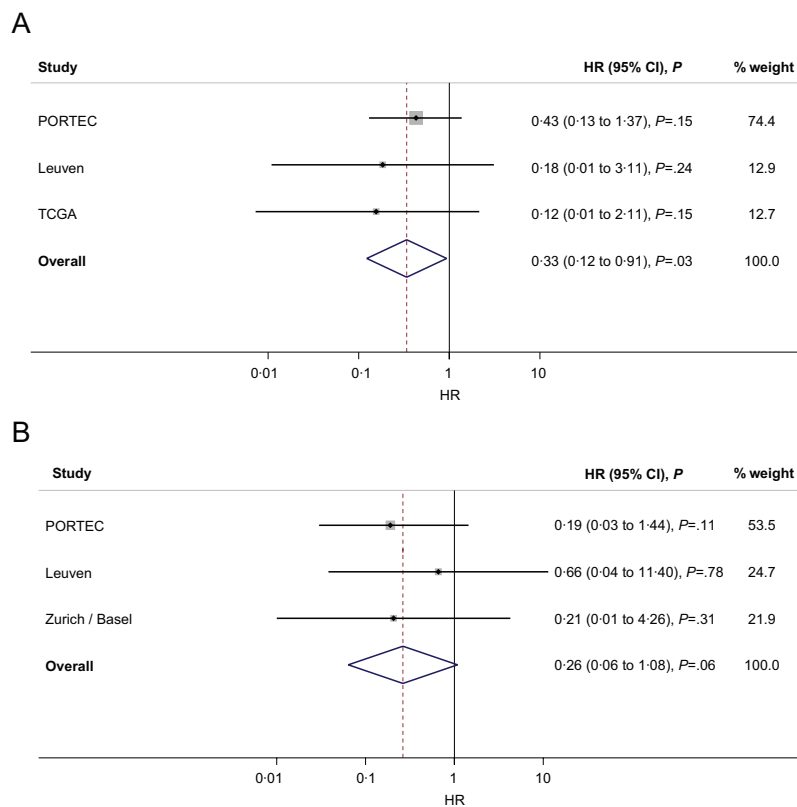 A
Study HR (95% CI), P % weight
PORTEC 0·43 (0·13 to 1·37), P=.15 74.4
Leuven 0·18 (0·01 to 3·11), P=.24 12.9
TCGA 0·12 (0·01 to 2·11), P=.15 12.7
Overall 0·33 (0·12 to 0·91), P=.03 100.0
0·01 0·1 1 10
HR
B
Study HR (95% CI), P % weight
PORTEC 0·19 (0·03 to 1·44), P=.11 53.5
Leuven 0·66 (0·04 to 11·40), P=.78 24.7
Zurich / Basel 0·21 (0·01 to 4·26), P=.31 21.9
Overall 0·26 (0·06 to 1·08), P=.06 100.0
0·01 0·1 1 10
HR